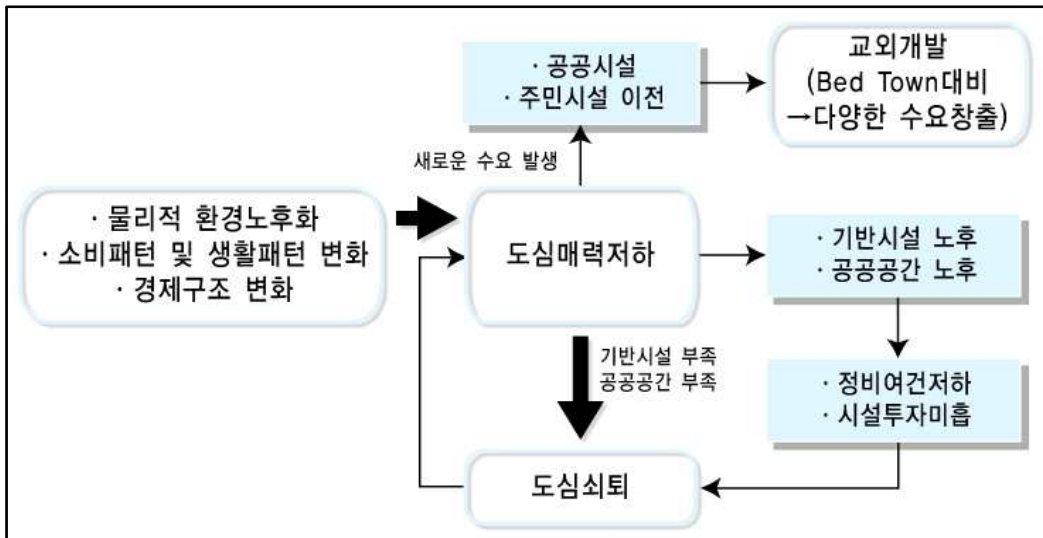 · 공공시설
· 주민시설 이전
교외개발
(Bed Town대비
→다양한 수요창출)
새로운 수요 발생
· 물리적 환경노후화
· 소비패턴 및 생활패턴 변화
· 경제구조 변화
도심매력저하
· 기반시설 노후
· 공공공간 노후
기반시설 부족
공공공간 부족
· 정비여건저하
· 시설투자미흡
도심쇠퇴